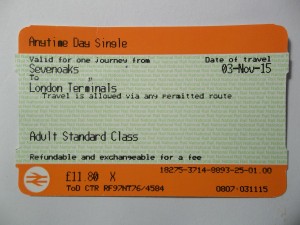 Anytime Day Single
Valid for one journey from Date of travel
Sevenoaks 03-Nov-15
To
London Terminals
Travel is allowed via any permitted route
Adult Standard Class
Refundable and exchangeable for a fee
18275-3714-8893-25-01.00
£11.80 X
ToD CTR RF97NT76/4584 0807-031115